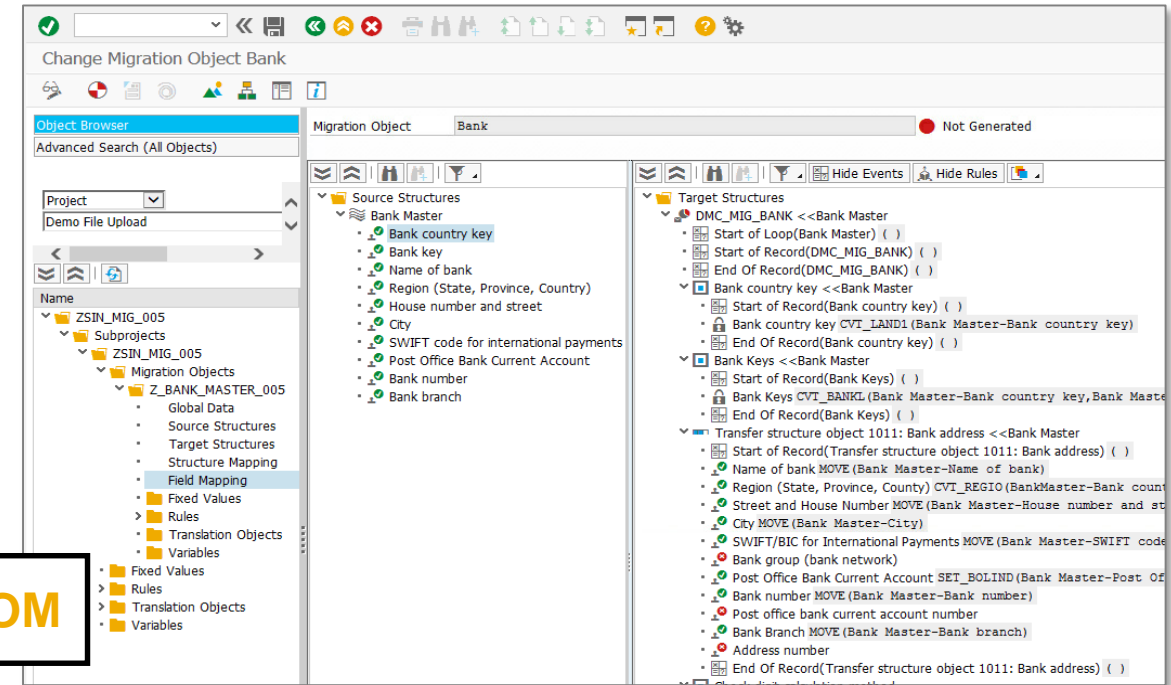 Change Migration Object Bank
Object Browser
Advanced Search (All Objects)
Project
Demo File Upload
Name
ZSIN_MIG_005
Subprojects
ZSIN_MIG_005
Migration Objects
Z_BANK_MASTER_005
Global Data
Source Structures
Target Structures
Structure Mapping
Field Mapping
Fixed Values
Rules
Translation Objects
Variables
Fixed Values
Rules
Translation Objects
Variables
OM
Migration Object Bank Not Generated
Source Structures
Bank Master
Bank country key
Bank key
Name of bank
Region (State, Province, Country)
House number and street
City
SWIFT code for international payments
Post Office Bank Current Account
Bank number
Bank branch
Hide Events Hide Rules
Target Structures
DMC_MIG_BANK <<Bank Master
Start of Loop(Bank Master) ( )
Start of Record(DMC_MIG_BANK) ( )
End Of Record(DMC_MIG_BANK) ( )
Bank country key <<Bank Master
Start of Record(Bank country key) ( )
Bank country key CVT_LAND1(Bank Master-Bank country key)
End Of Record(Bank country key) ( )
Bank Keys <<Bank Master
Start of Record(Bank Keys) ( )
Bank Keys CVT_BANKL(Bank Master-Bank country key,Bank Maste
End Of Record(Bank Keys) ( )
Transfer structure object 1011: Bank address <<Bank Master
Start of Record(Transfer structure object 1011: Bank address) ( )
Name of bank MOVE(Bank Master-Name of bank)
Region (State, Province, County) CVT_REGIO(BankMaster-Bank count
Street and House Number MOVE(Bank Master-House number and st
City MOVE(Bank Master-City)
SWIFT/BIC for International Payments MOVE(Bank Master-SWIFT code
Bank group (bank network)
Post Office Bank Current Account SET_BOLIND(Bank Master-Post Of
Bank number MOVE(Bank Master-Bank number)
Post office bank current account number
Bank Branch MOVE(Bank Master-Bank branch)
Address number
End Of Record(Transfer structure object 1011: Bank address) ( )